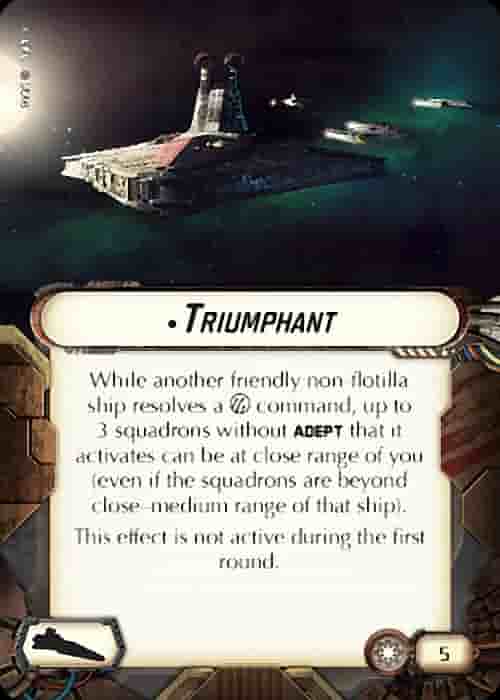 • TRIUMPHANT
While another friendly non-flotilla
ship resolves a command, up to
3 squadrons without ADEPT that it
activates can be at close range of you
(even if the squadrons are beyond
close–medium range of that ship).
This effect is not active during the first
round.
5